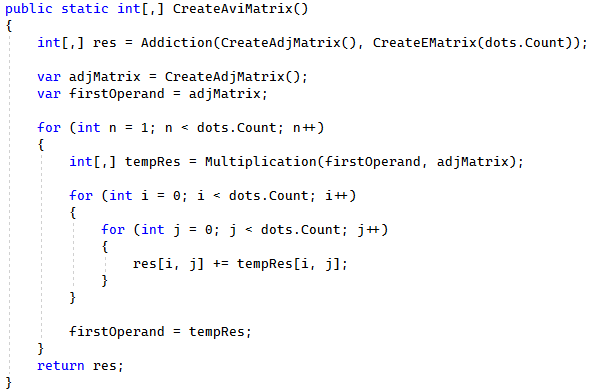 public static int[,] CreateAviMatrix()
{
    int[,] res = Addiction(CreateAdjMatrix(), CreateEMatrix(dots.Count));

    var adjMatrix = CreateAdjMatrix();
    var firstOperand = adjMatrix;

    for (int n = 1; n < dots.Count; n++)
    {
        int[,] tempRes = Multiplication(firstOperand, adjMatrix);

        for (int i = 0; i < dots.Count; i++)
        {
            for (int j = 0; j < dots.Count; j++)
            {
                res[i, j] += tempRes[i, j];
            }
        }

        firstOperand = tempRes;
    }
    return res;
}